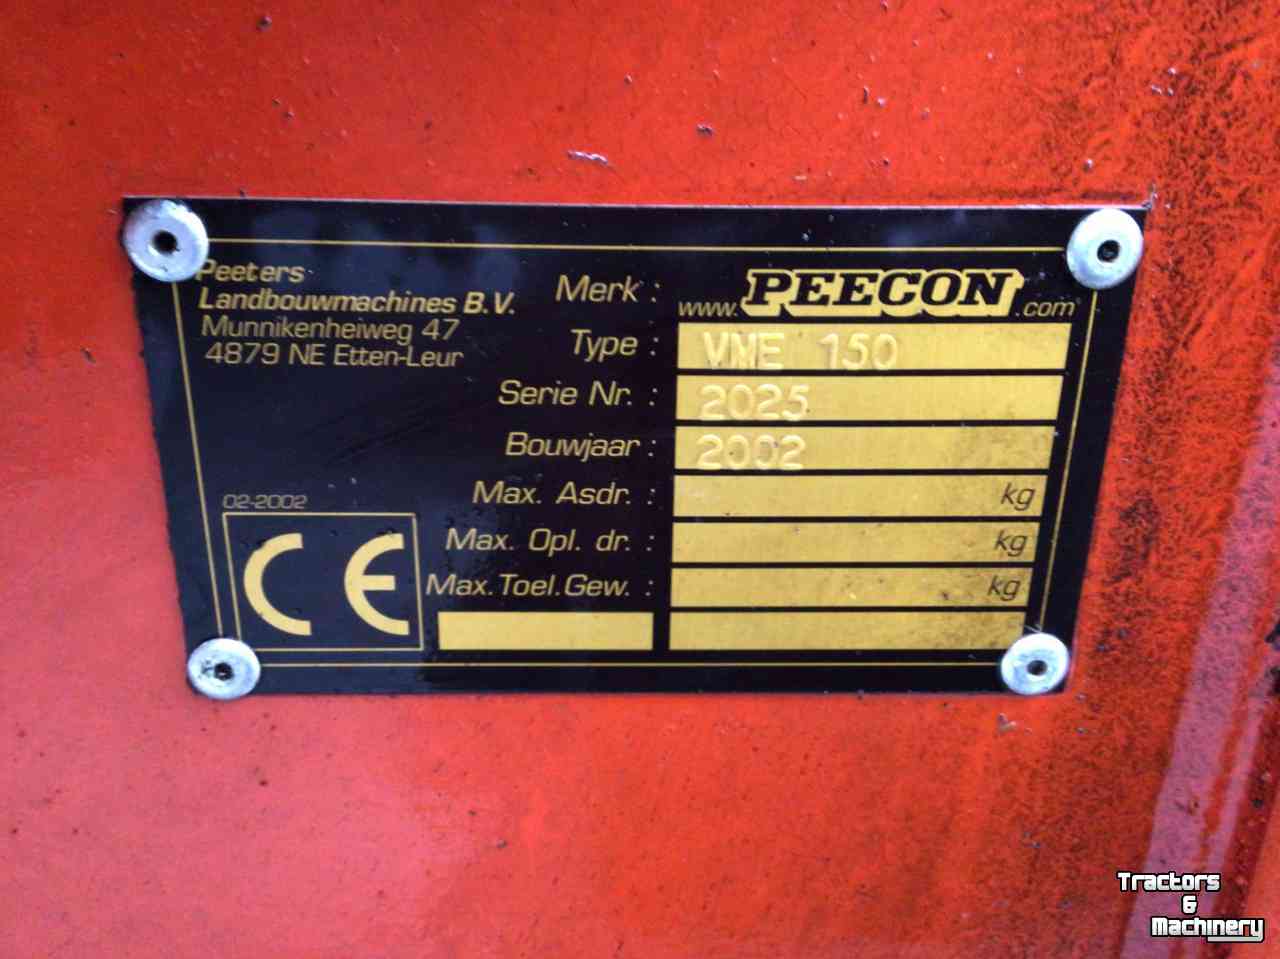 Peeters
Landbouwmachines B.V.
Munnikenheiweg 47
4879 NE Etten-Leur
Merk : www.PEECON.com
Type : VME 150
Serie Nr. : 2025
Bouwjaar : 2002
Max. Asdr. : kg
Max. Opl. dr. : kg
Max. Toel. Gew. : kg
02-2002
CE
Tractors
&
Machinery